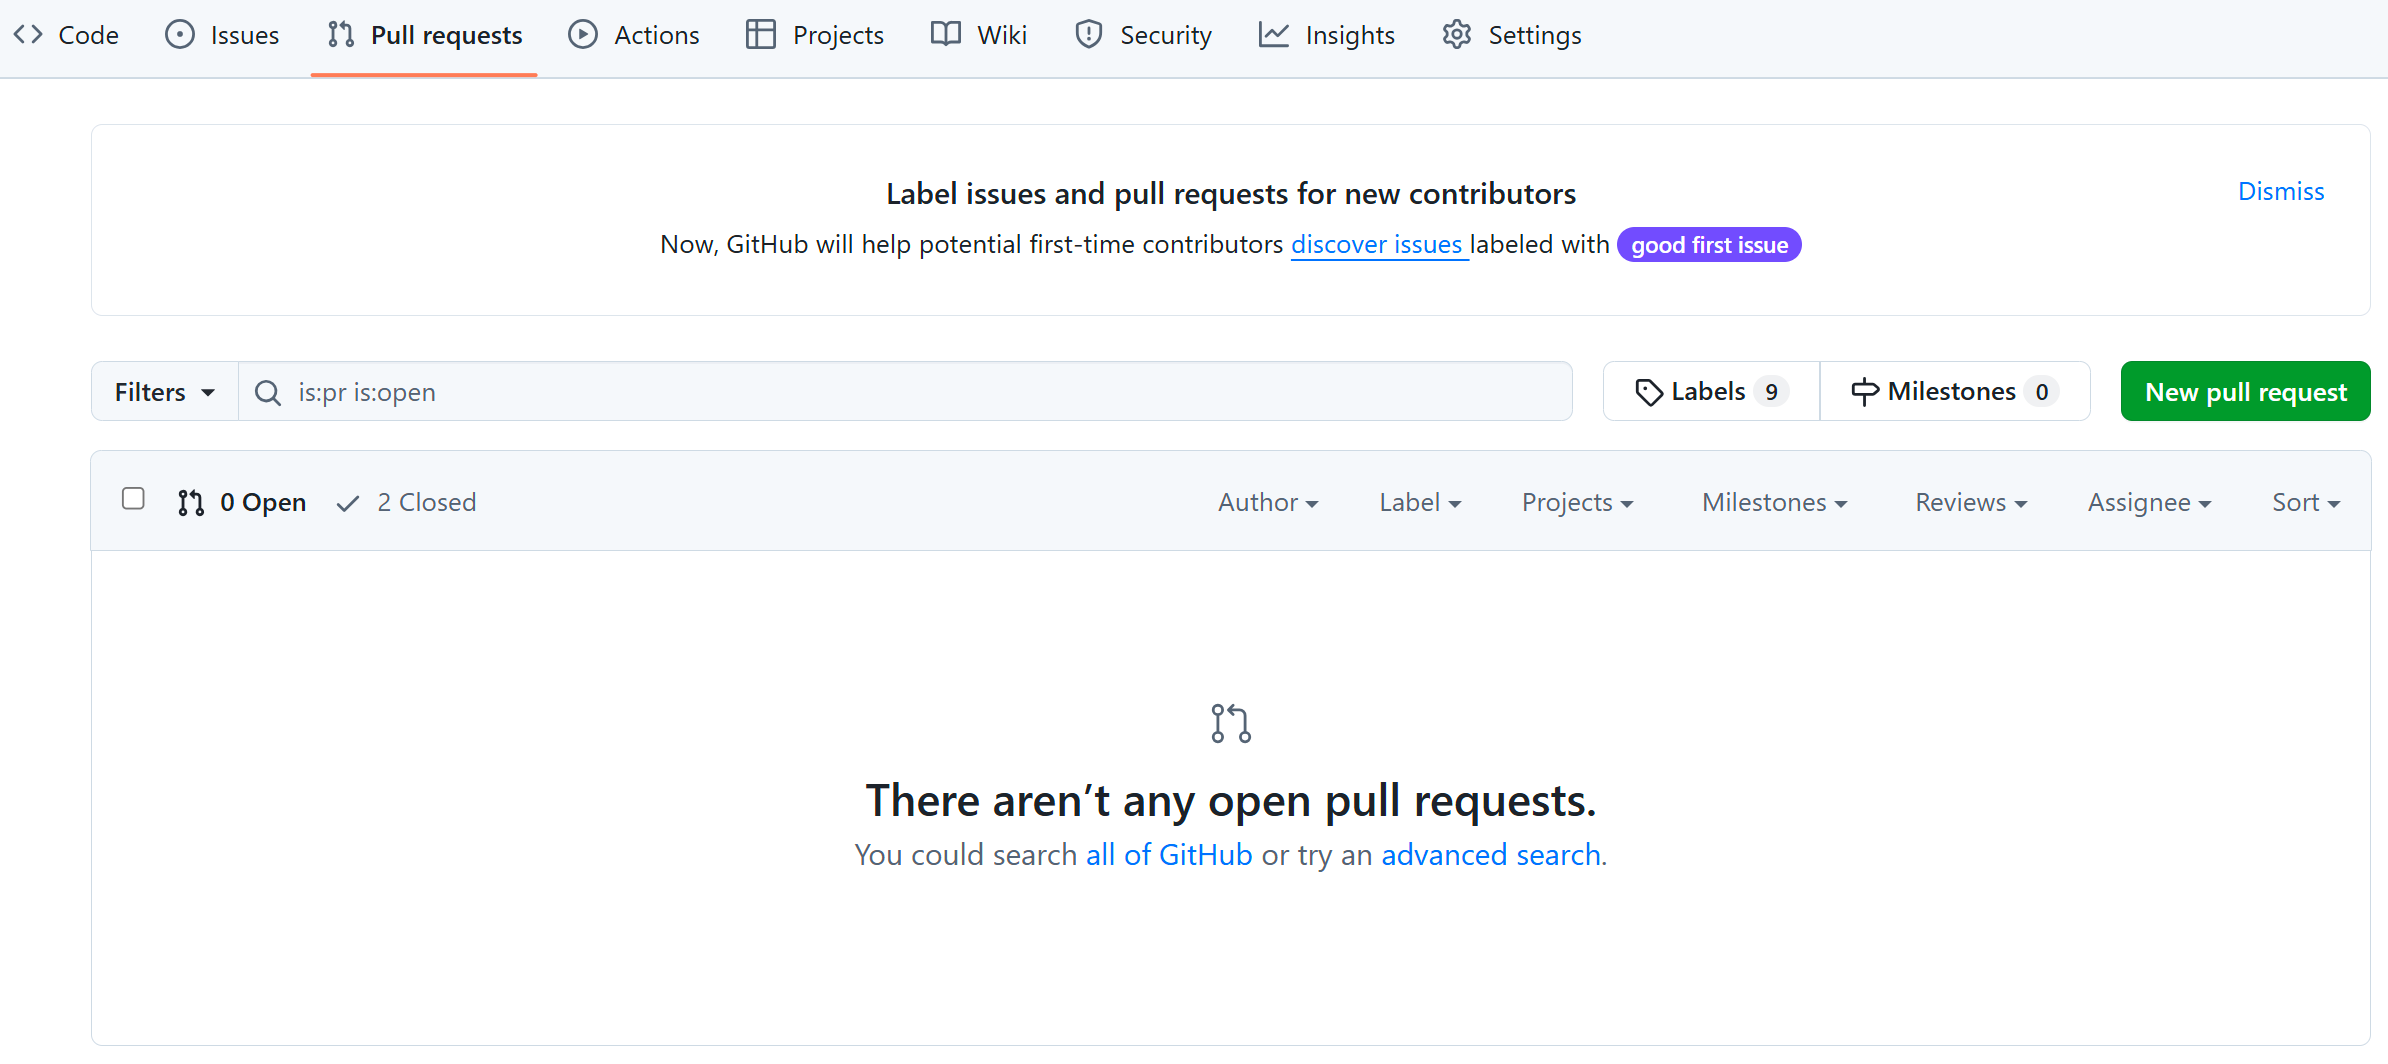 Code Issues Pull requests Actions Projects Wiki Security Insights Settings
Label issues and pull requests for new contributors
Dismiss
Now, GitHub will help potential first-time contributors discover issues labeled with good first issue
Filters is:pr is:open Labels 9 Milestones 0 New pull request
0 Open 2 Closed Author Label Projects Milestones Reviews Assignee Sort
There aren’t any open pull requests.
You could search all of GitHub or try an advanced search.